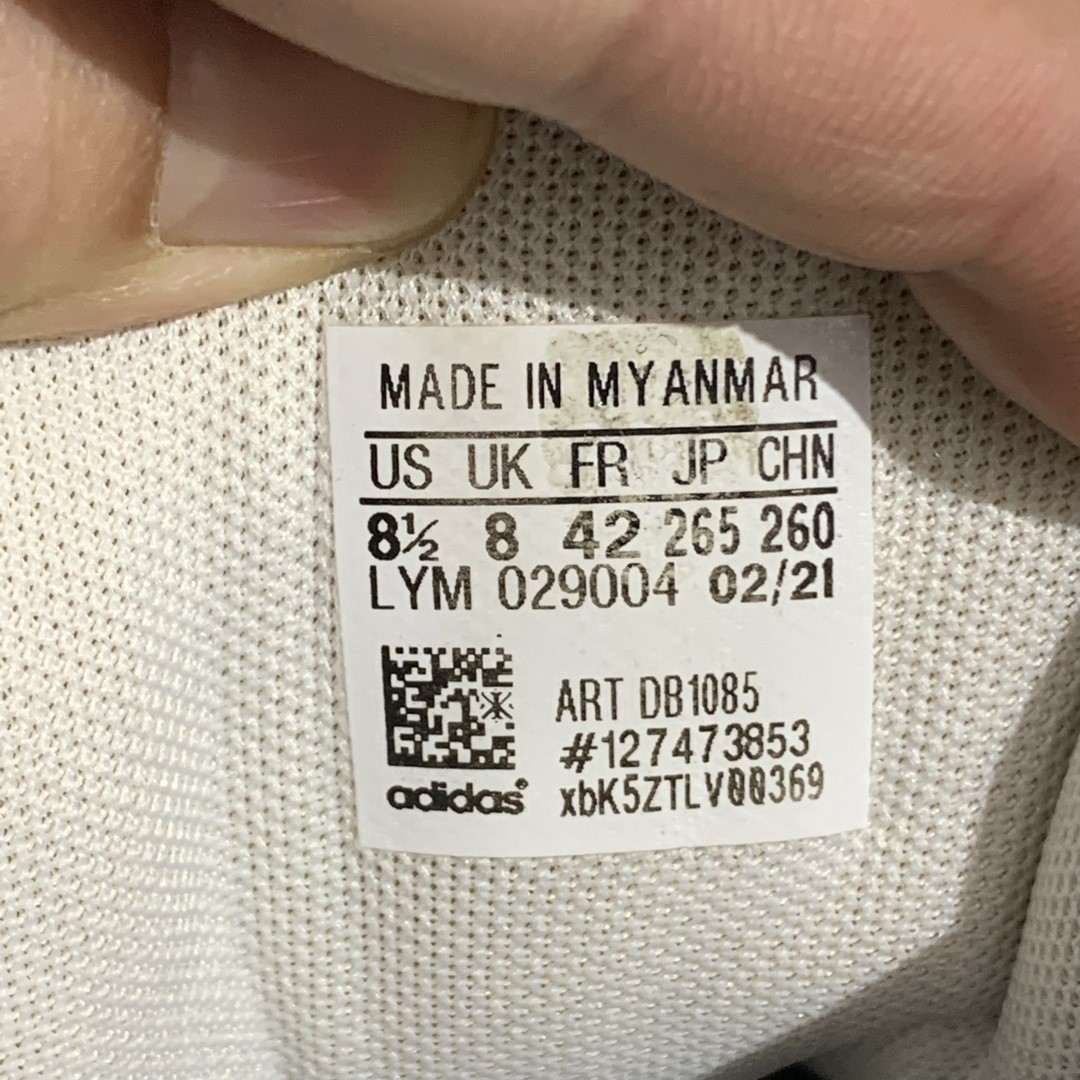 MADE IN MYANMAR
US UK FR JP CHN
8½ 8 42 265 260
LYM 029004 02/21
ART DB1085
#127473853
adidas® xbK5ZTLV00369